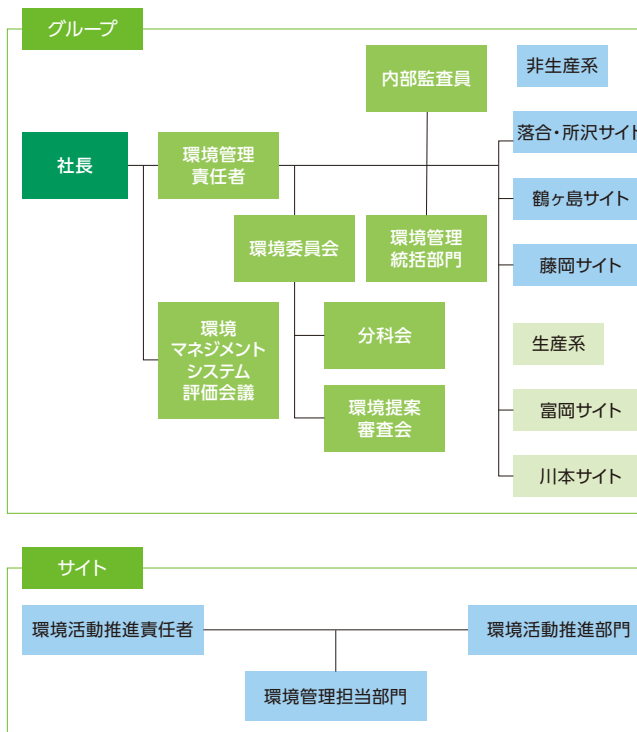 グループ
内部監査員
非生産系
社長
環境管理
責任者
落合・所沢サイト
鶴ヶ島サイト
環境委員会
環境管理
統括部門
藤岡サイト
環境
マネジメント
システム
評価会議
分科会
生産系
環境提案
審査会
富岡サイト
川本サイト
サイト
環境活動推進責任者
環境活動推進部門
環境管理担当部門